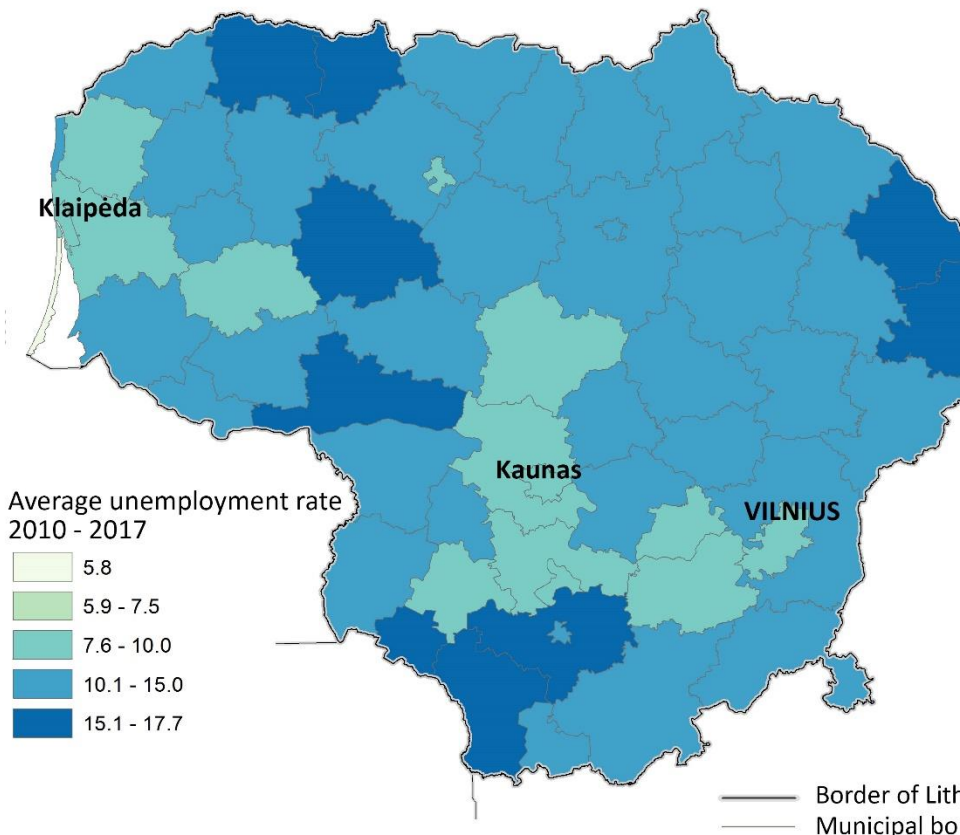 Klaipėda
Kaunas
VILNIUS
Average unemployment rate
2010 - 2017
5.8
5.9 - 7.5
7.6 - 10.0
10.1 - 15.0
15.1 - 17.7
Border of Lith
Municipal bo